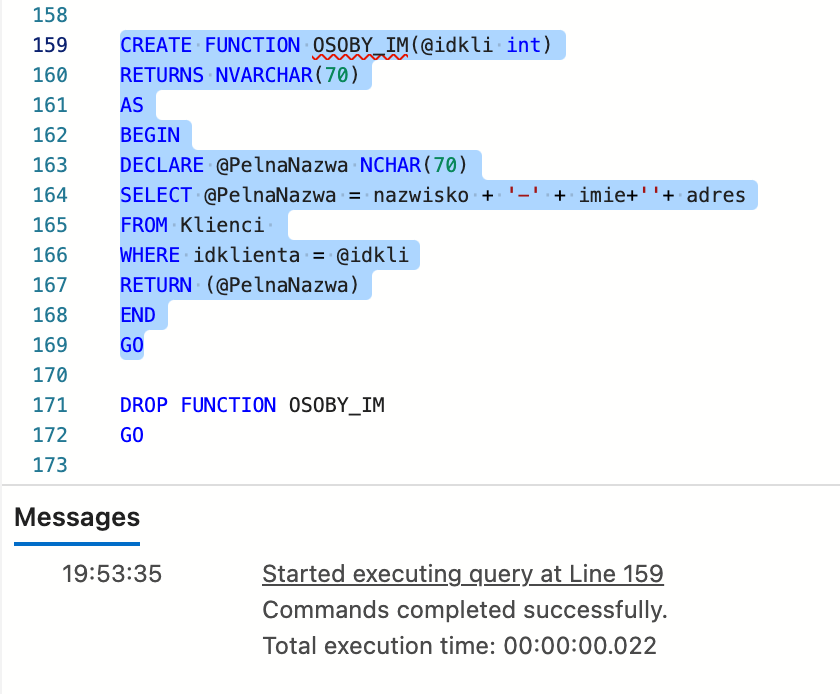 158
159 CREATE FUNCTION OSOBY_IM(@idkli int)
160 RETURNS NVARCHAR(70)
161 AS
162 BEGIN
163 DECLARE @PelnaNazwa NCHAR(70)
164 SELECT @PelnaNazwa = nazwisko + '-' + imie+''+ adres
165 FROM Klienci
166 WHERE idklienta = @idkli
167 RETURN (@PelnaNazwa)
168 END
169 GO
170
171 DROP FUNCTION OSOBY_IM
172 GO
173
Messages
19:53:35 Started executing query at Line 159
Commands completed successfully.
Total execution time: 00:00:00.022